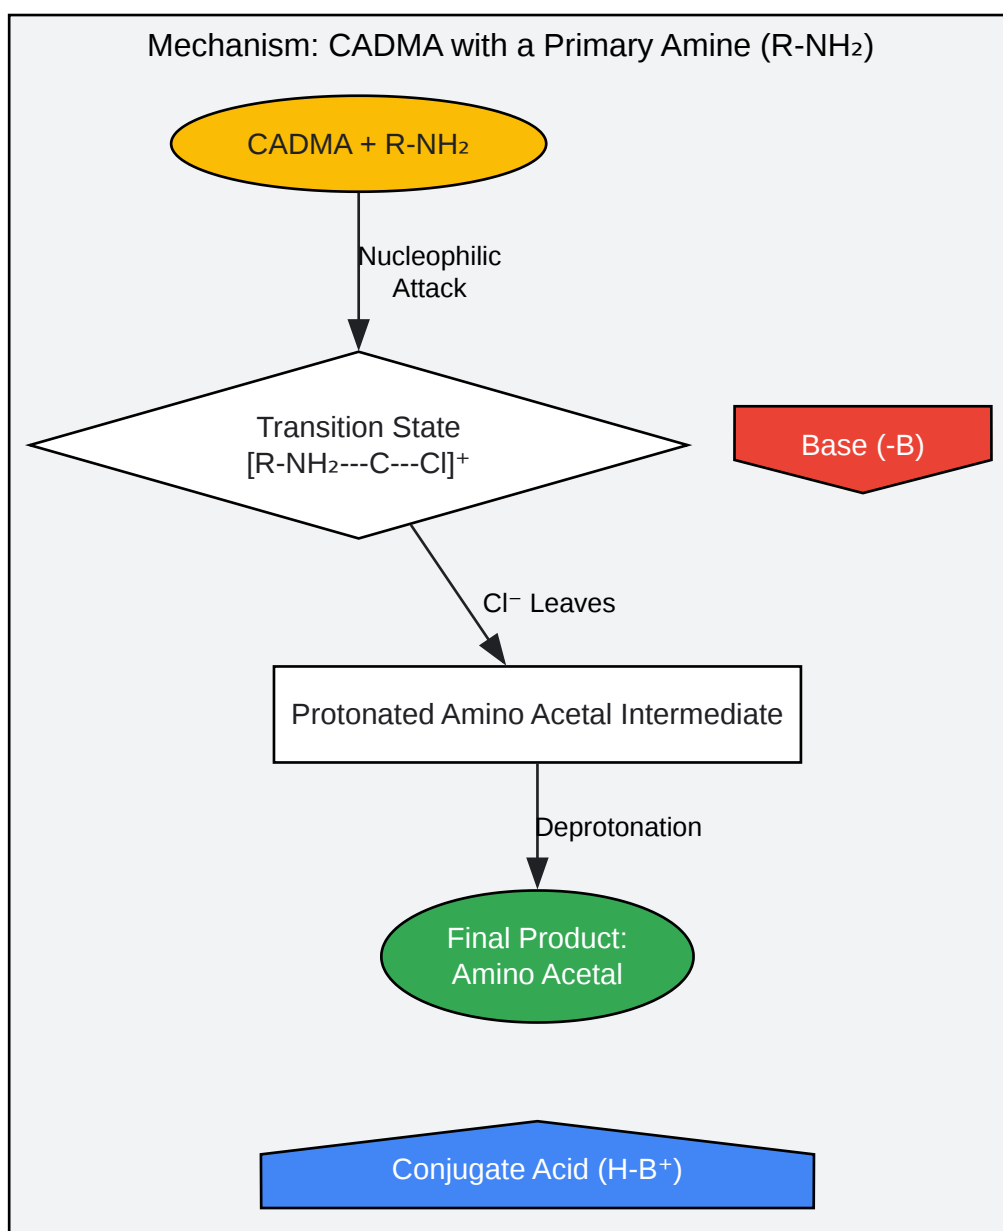 Mechanism: CADMA with a Primary Amine (R-NH₂)
CADMA + R-NH₂
Nucleophilic
Attack
Transition State
[R-NH₂---C---Cl]⁺
Base (-B)
Cl⁻ Leaves
Protonated Amino Acetal Intermediate
Deprotonation
Final Product:
Amino Acetal
Conjugate Acid (H-B⁺)